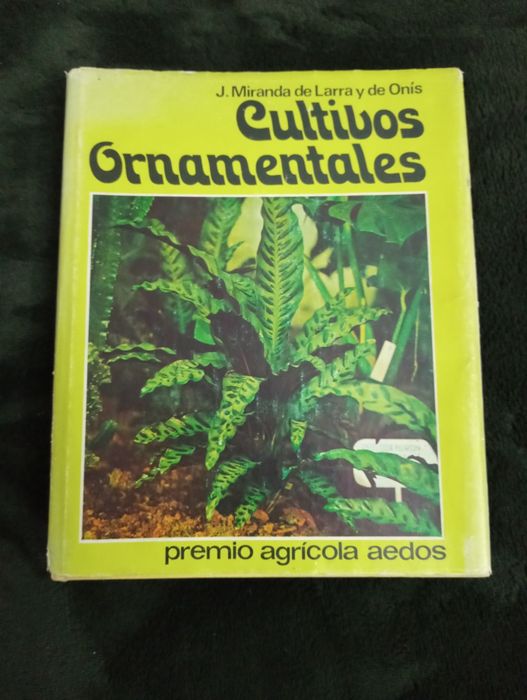 J. Miranda de Larra y de Onís
Cultivos
Ornamentales
premio agrícola aedos